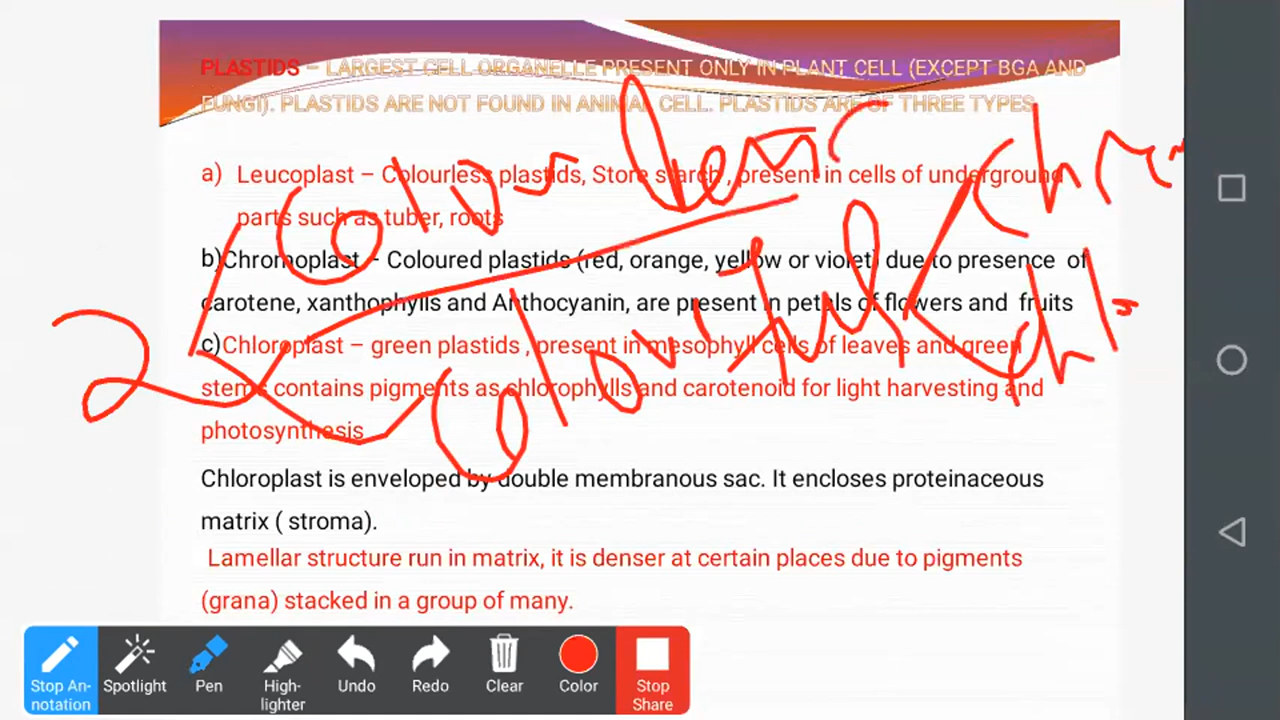 PLASTIDS – LARGEST CELL ORGANELLE PRESENT ONLY IN PLANT CELL (EXCEPT BGA AND
FUNGI). PLASTIDS ARE NOT FOUND IN ANIMAL CELL. PLASTIDS ARE OF THREE TYPES
a) Leucoplast – Colourless plastids, Store starch , present in cells of underground
parts such as tuber, roots
b)Chromoplast – Coloured plastids (red, orange, yellow or violet) due to presence of
carotene, xanthophylls and Anthocyanin, are present in petals of flowers and fruits
c)Chloroplast – green plastids , present in mesophyll cells of leaves and green
stems contains pigments as chlorophylls and carotenoid for light harvesting and
photosynthesis
Chloroplast is enveloped by double membranous sac. It encloses proteinaceous
matrix ( stroma).
Lamellar structure run in matrix, it is denser at certain places due to pigments
(grana) stacked in a group of many.
2
Colourless
Colourful
Stop An-
notation
Spotlight
Pen
High-
lighter
Undo
Redo
Clear
Color
Stop
Share